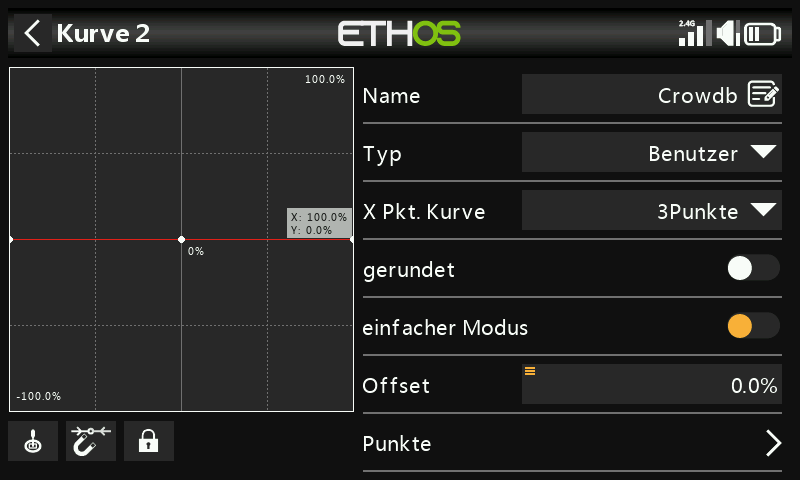 Kurve 2
ETHOS
2.4G
100.0%
X: 100.0%
Y: 0.0%
0%
-100.0%
Name
Crowdb
Typ
Benutzer
X Pkt. Kurve
3Punkte
gerundet
einfacher Modus
Offset
0.0%
Punkte